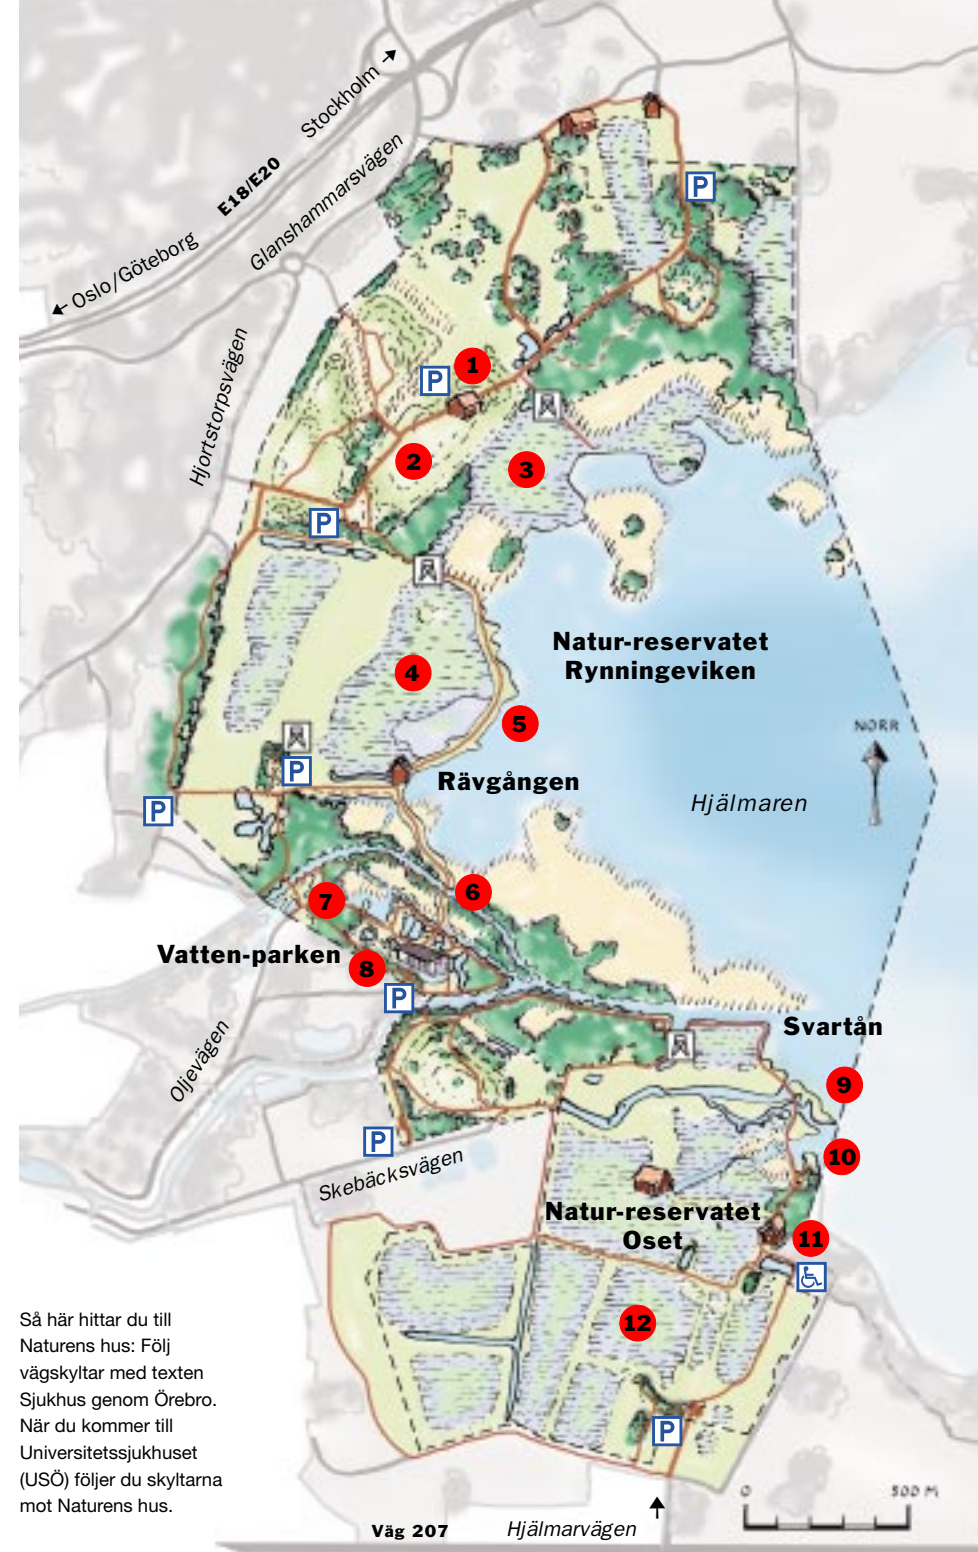 Stockholm
E18/E20
Glanshammarsvägen
Oslo/Göteborg
Hjortstorpsvägen
P
1
P
2
3
P
Natur-reservatet
Rynningeviken
4
5
NORR
P
Rävgången
Hjälmaren
P
6
7
Vatten-parken
8
P
Svartån
Oljevägen
9
P
10
Skebäcksvägen
Natur-reservatet
Oset
11
12
P
Så här hittar du till
Naturens hus: Följ
vägskyltar med texten
Sjukhus genom Örebro.
När du kommer till
Universitetssjukhuset
(USÖ) följer du skyltarna
mot Naturens hus.
0 500 M
Väg 207
Hjälmarvägen